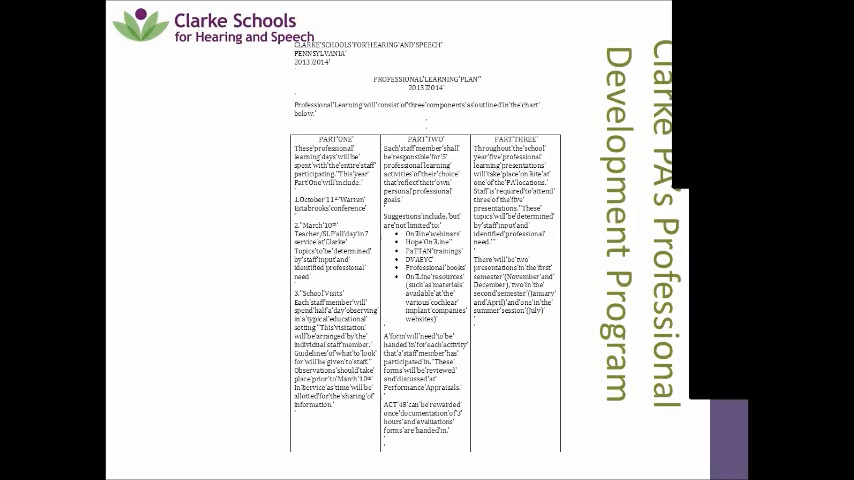 Clarke Schools
for Hearing and Speech
CLARKE'SCHOOLS'FOR'HEARING'AND'SPEECH'
PENNSYLVANIA'
2013?2014'
PROFESSIONAL'LEARNING'PLAN''
2013?2014'
Professional'Learning'will'consist'of'three'components'as'outlined'in'the'chart'
below.'
PART'ONE'
These'professional'
learning'days'will'be'
spent'with'the'entire'staff'
participating.''This'year'
Part'One'will'include.'
1.October'11th'Warren'
Estabrooks'conference'
2.''March'10th'
Teacher/SLP'all'day'in?
service'at'Clarke'
Topics'to'be'determined'
by'staff'input'and'
identified'professional'
need'
3.''School'Visits'
Each'staff'member'will'
spend'half'a'day'observing'
in'a'typical'educational'
setting.''This'visitation'
will'be'arranged'by'the'
individual'staff'member.'
Guidelines'of'what'to'look'
for'will'be'given'to'staff.''
Observations'should'take'
place'prior'to'March'10th'
In?Service'as'time'will'be'
allotted'for'the'sharing'of'
information.'
PART'TWO'
Each'staff'member'shall'
be'responsible'for'5'
professional'learning'
activities'of'their'choice'
that'reflect'their'own'
personal'professional'
goals.'
Suggestions'include,'but'
are'not'limited'to:'
• On?line'webinars'
• Hope'On?Line''
• PaTTAN'trainings'
• DVAEYC'
• Professional'books'
• On?Line'resources'
(such'as'materials'
available'at'the'
various'cochlear'
implant'companies'
websites)'
A'form'will'need'to'be'
handed'in'for'each'activity'
that'a'staff'member'has'
participated'in.''These'
forms'will'be'reviewed'
and'discussed'at'
Performance'Appraisals.'
ACT'48'can'be'rewarded'
once'documentation'of'3'
hours'and'evaluations'
forms'are'handed'in.'
PART'THREE'
Throughout'the'school'
year'five'professional'
learning'presentations'
will'take'place'on?site'at'
one'of'the'PA'locations.'
Staff'is'required'to'attend'
three'of'the'five'
presentations.''These'
topics'will'be'determined'
by'staff'input'and'
identified'professional'
need.'''
There'will'be'two'
presentations'in'the'first'
semester'(November'and'
December),'two'in'the'
second'semester'(January'
and'April)'and'one'in'the'
summer'session'(July)'
Clarke PA's Professional
Development Program